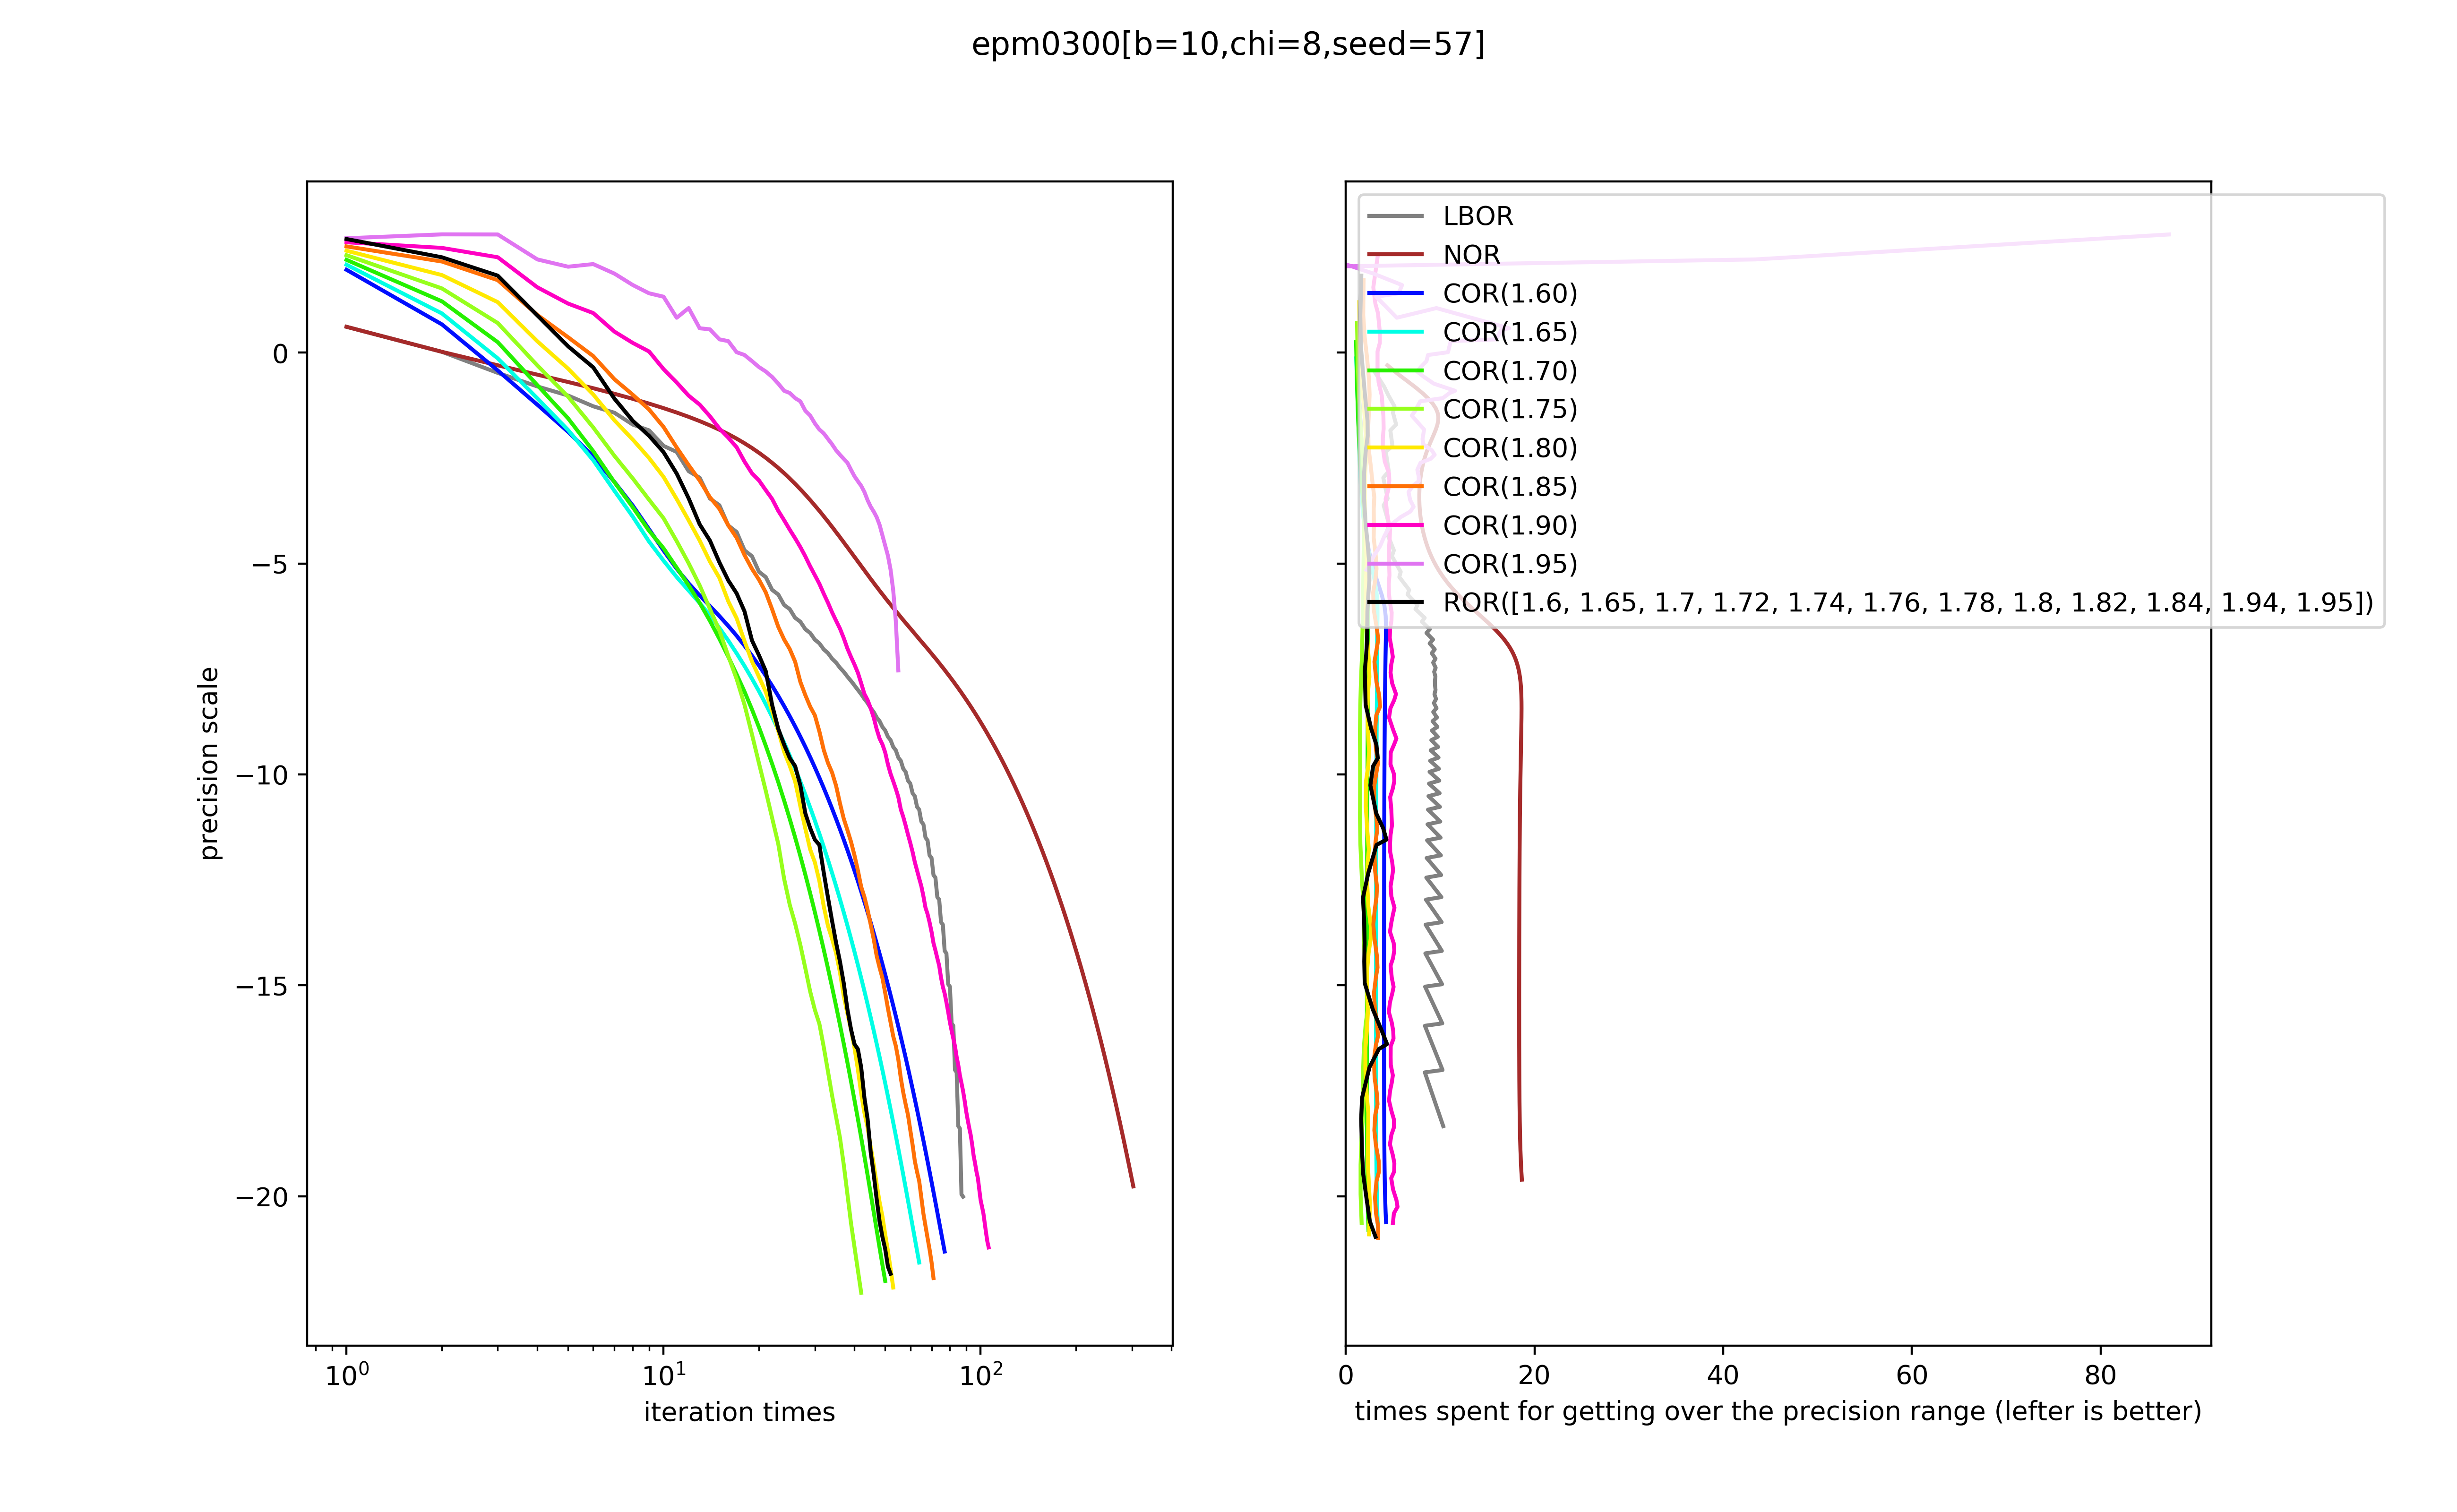 epm0300[b=10,chi=8,seed=57]
precision scale
0
−5
−10
−15
−20
10⁰ 10¹ 10²
iteration times
LBOR
NOR
COR(1.60)
COR(1.65)
COR(1.70)
COR(1.75)
COR(1.80)
COR(1.85)
COR(1.90)
COR(1.95)
ROR([1.6, 1.65, 1.7, 1.72, 1.74, 1.76, 1.78, 1.8, 1.82, 1.84, 1.94, 1.95])
0 20 40 60 80
times spent for getting over the precision range (lefter is better)